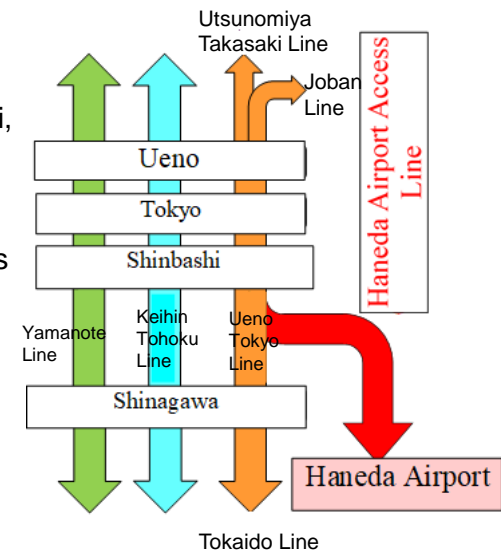 Utsunomiya
Takasaki Line
Joban
Line
i,
Ueno
Tokyo
Shinbashi
s
Haneda Airport Access
Line
Yamanote
Line
Keihin
Tohoku
Line
Ueno
Tokyo
Line
Shinagawa
Haneda Airport
Tokaido Line